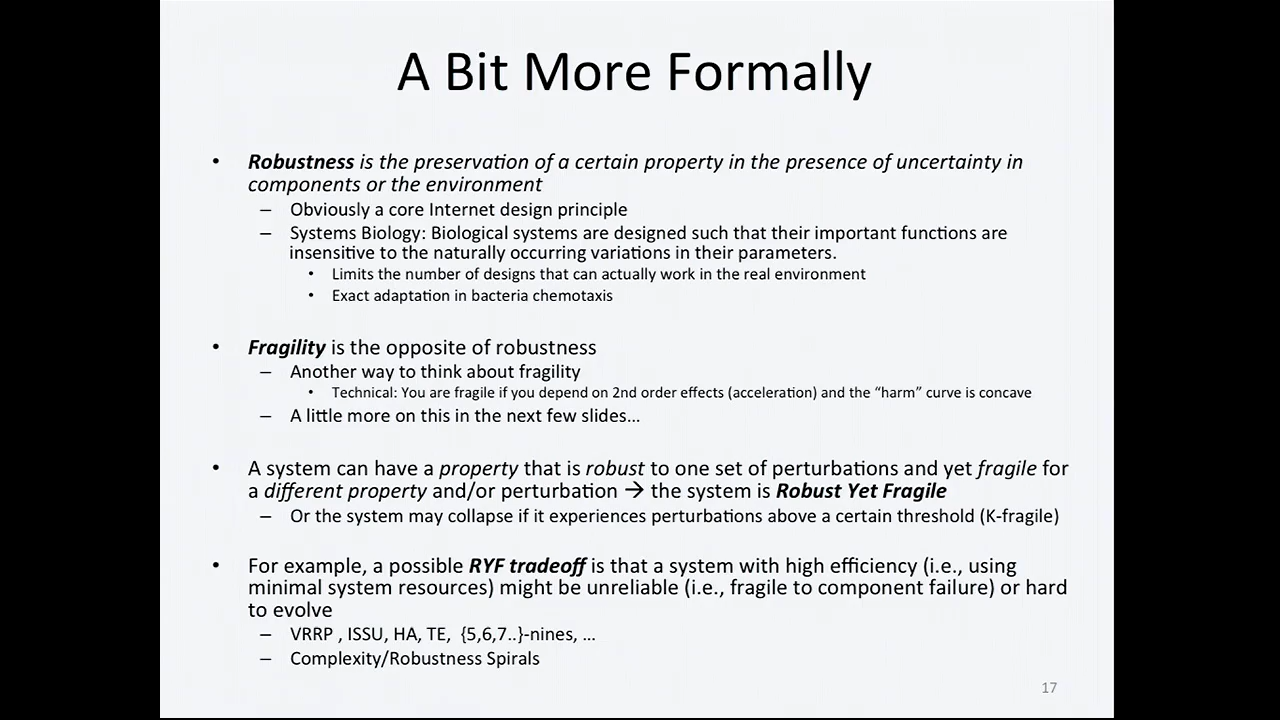 A Bit More Formally
• Robustness is the preservation of a certain property in the presence of uncertainty in
components or the environment
– Obviously a core Internet design principle
– Systems Biology: Biological systems are designed such that their important functions are
insensitive to the naturally occurring variations in their parameters.
• Limits the number of designs that can actually work in the real environment
• Exact adaptation in bacteria chemotaxis
• Fragility is the opposite of robustness
– Another way to think about fragility
• Technical: You are fragile if you depend on 2nd order effects (acceleration) and the “harm” curve is concave
– A little more on this in the next few slides...
• A system can have a property that is robust to one set of perturbations and yet fragile for
a different property and/or perturbation → the system is Robust Yet Fragile
– Or the system may collapse if it experiences perturbations above a certain threshold (K-fragile)
• For example, a possible RYF tradeoff is that a system with high efficiency (i.e., using
minimal system resources) might be unreliable (i.e., fragile to component failure) or hard
to evolve
– VRRP , ISSU, HA, TE, {5,6,7..}-nines, ...
– Complexity/Robustness Spirals
17